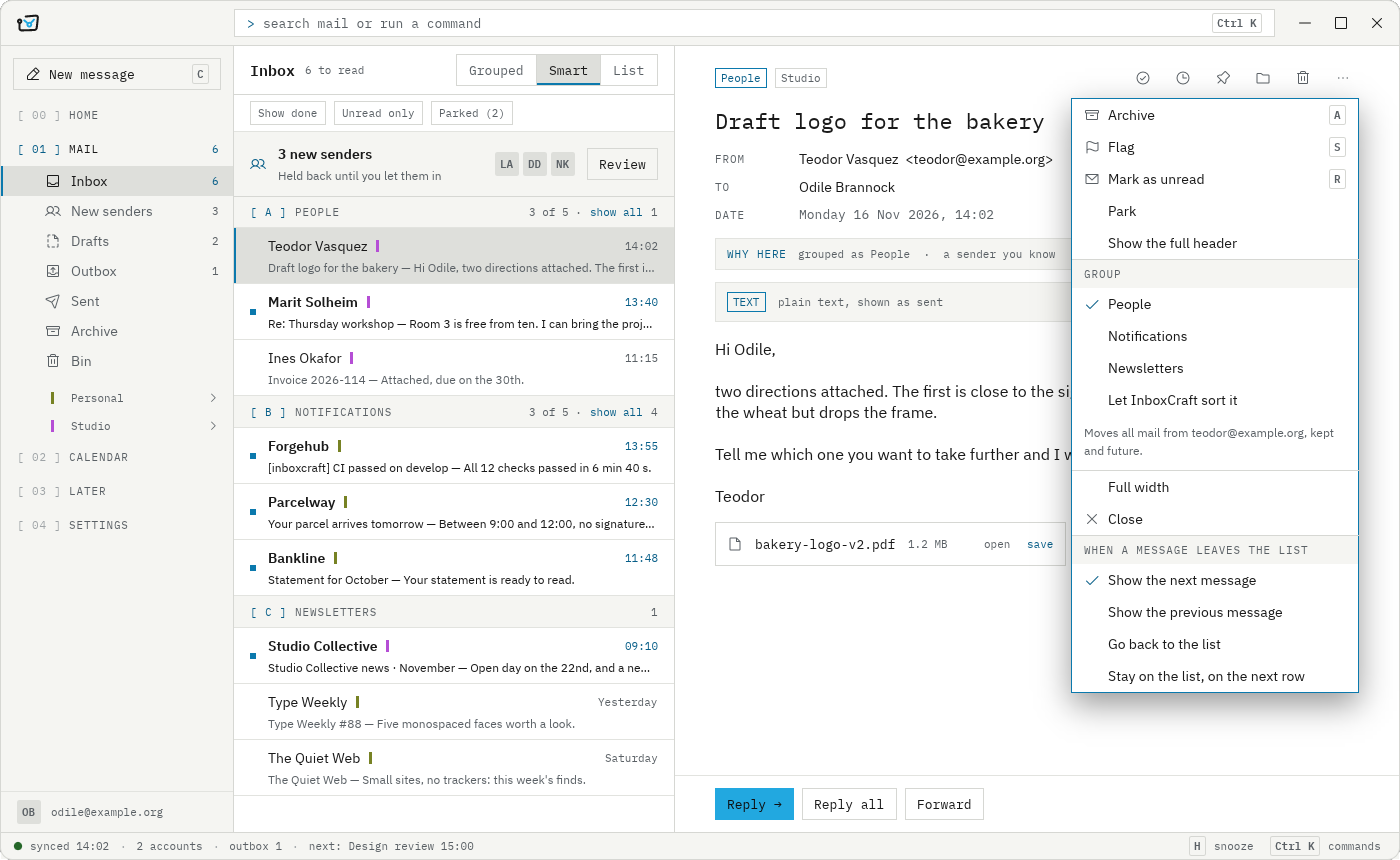 > search mail or run a command
Ctrl K
New message C
[ 00 ] HOME
[ 01 ] MAIL 6
Inbox 6
New senders 3
Drafts 2
Outbox 1
Sent
Archive
Bin
Personal
Studio
[ 02 ] CALENDAR
[ 03 ] LATER
[ 04 ] SETTINGS
OB odile@example.org
Inbox 6 to read
Grouped Smart List
Show done Unread only Parked (2)
3 new senders
Held back until you let them in
LA DD NK Review
[ A ] PEOPLE 3 of 5 · show all 1
Teodor Vasquez 14:02
Draft logo for the bakery — Hi Odile, two directions attached. The first i…
Marit Solheim 13:40
Re: Thursday workshop — Room 3 is free from ten. I can bring the proj…
Ines Okafor 11:15
Invoice 2026-114 — Attached, due on the 30th.
[ B ] NOTIFICATIONS 3 of 5 · show all 4
Forgehub 13:55
[inboxcraft] CI passed on develop — All 12 checks passed in 6 min 40 s.
Parcelway 12:30
Your parcel arrives tomorrow — Between 9:00 and 12:00, no signature…
Bankline 11:48
Statement for October — Your statement is ready to read.
[ C ] NEWSLETTERS 1
Studio Collective 09:10
Studio Collective news · November — Open day on the 22nd, and a ne…
Type Weekly Yesterday
Type Weekly #88 — Five monospaced faces worth a look.
The Quiet Web Saturday
The Quiet Web — Small sites, no trackers: this week's finds.
People Studio
Draft logo for the bakery
FROM Teodor Vasquez <teodor@example.org>
TO Odile Brannock
DATE Monday 16 Nov 2026, 14:02
WHY HERE grouped as People · a sender you know
TEXT plain text, shown as sent
Hi Odile,
two directions attached. The first is close to the si
the wheat but drops the frame.
Tell me which one you want to take further and I w
Teodor
bakery-logo-v2.pdf 1.2 MB open save
Archive A
Flag S
Mark as unread R
Park
Show the full header
GROUP
People
Notifications
Newsletters
Let InboxCraft sort it
Moves all mail from teodor@example.org, kept
and future.
Full width
Close
WHEN A MESSAGE LEAVES THE LIST
Show the next message
Show the previous message
Go back to the list
Stay on the list, on the next row
Reply → Reply all Forward
synced 14:02 · 2 accounts · outbox 1 · next: Design review 15:00
H snooze Ctrl K commands